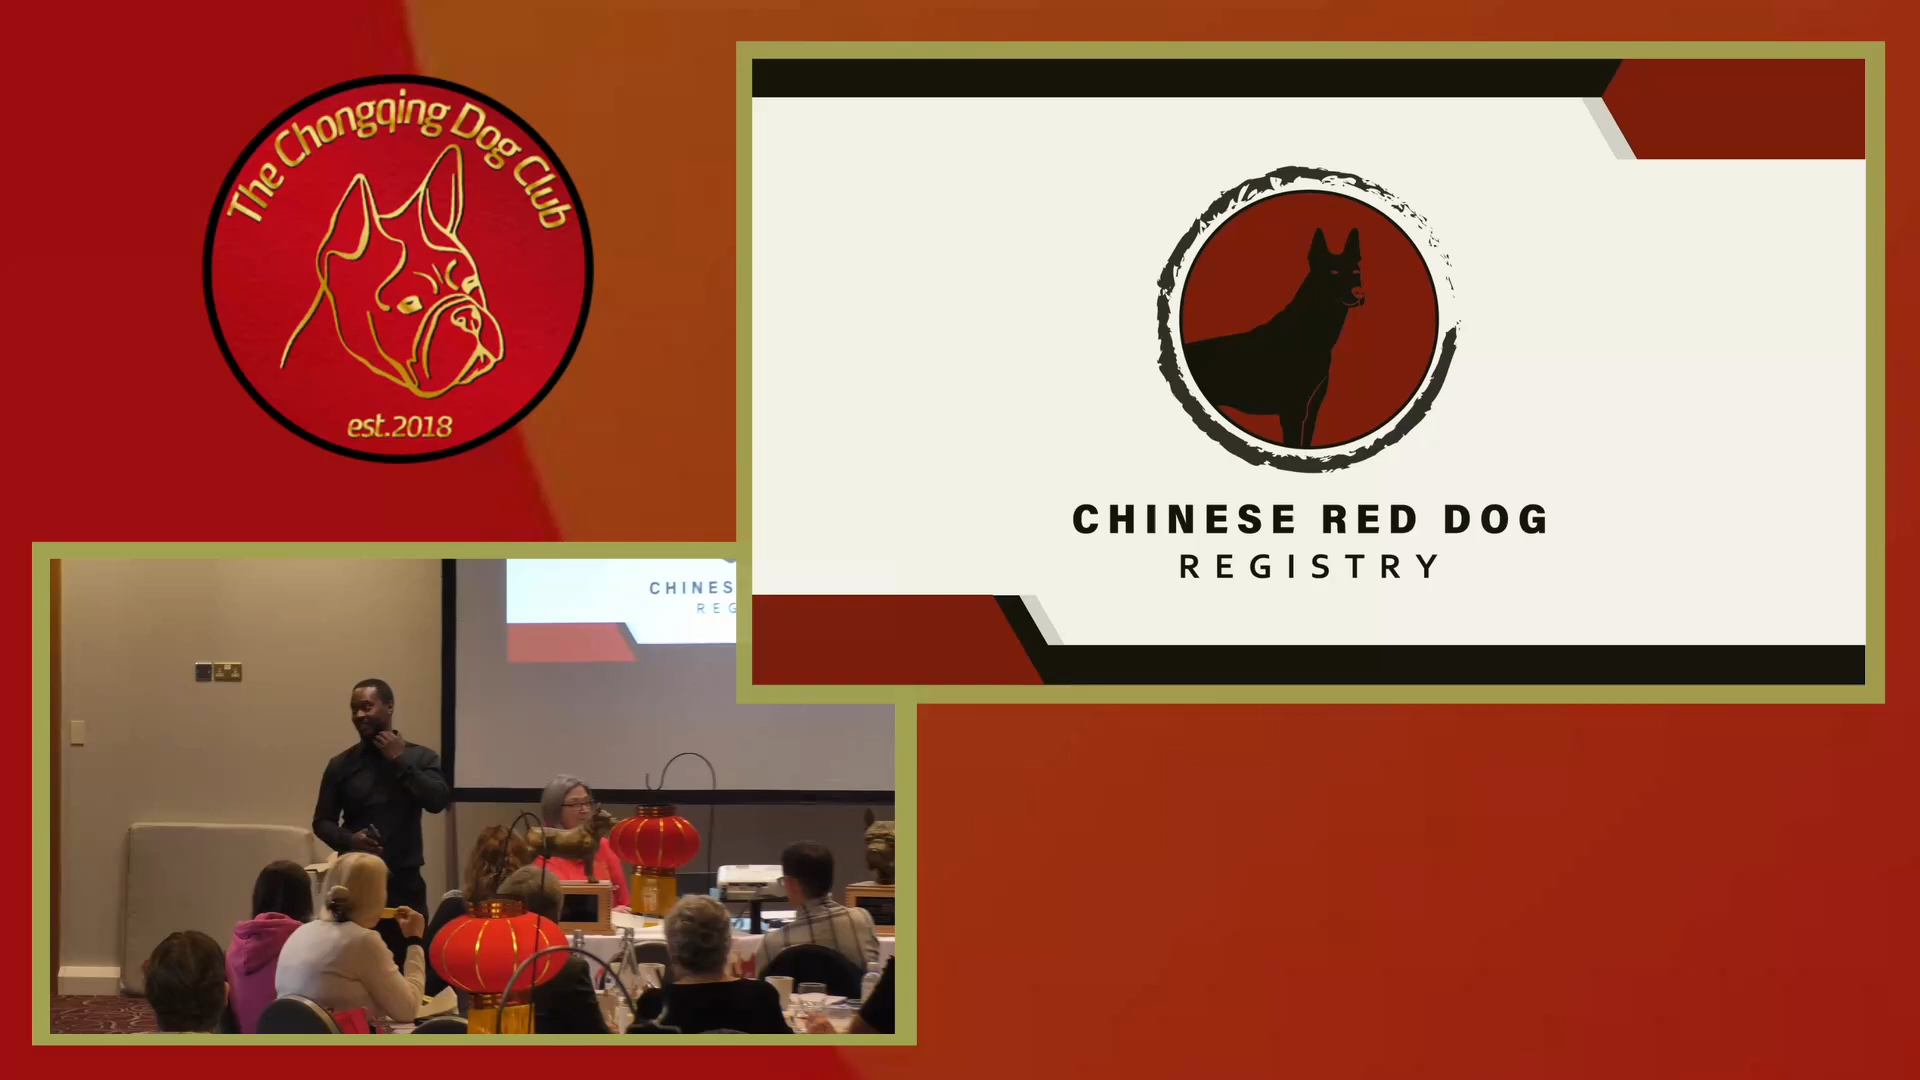 The Chongqing Dog Club
est.2018
CHINESE RED DOG
REGISTRY
CHINES
REG